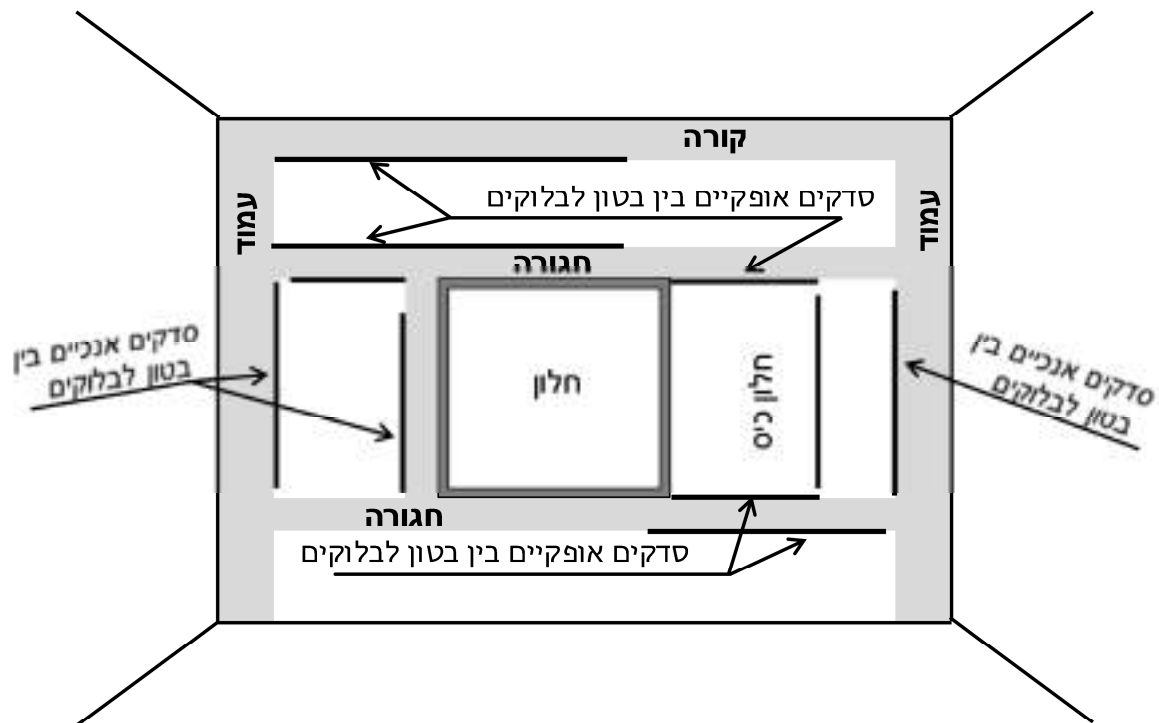 קורה
סדקים אופקיים בין בטון לבלוקים
עמוד
עמוד
חגורה
סדקים אנכיים בין
בטון לבלוקים
חלון
חלון כיס
סדקים אנכיים בין
בטון לבלוקים
חגורה
סדקים אופקיים בין בטון לבלוקים